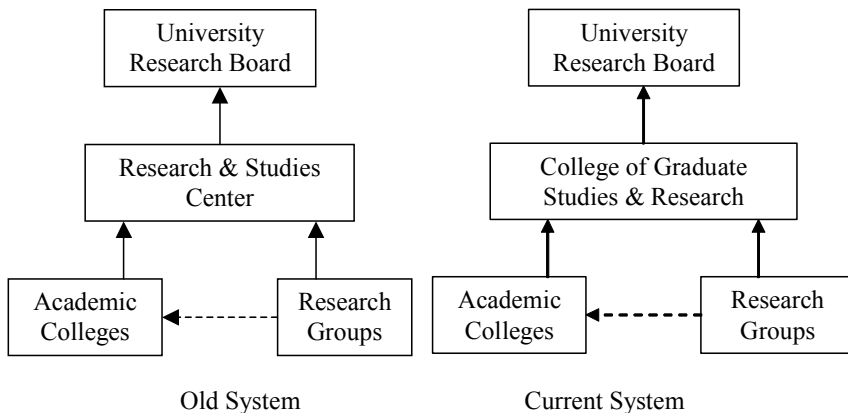 University
Research Board
Research & Studies
Center
Academic
Colleges
Research
Groups
Old System
University
Research Board
College of Graduate
Studies & Research
Academic
Colleges
Research
Groups
Current System